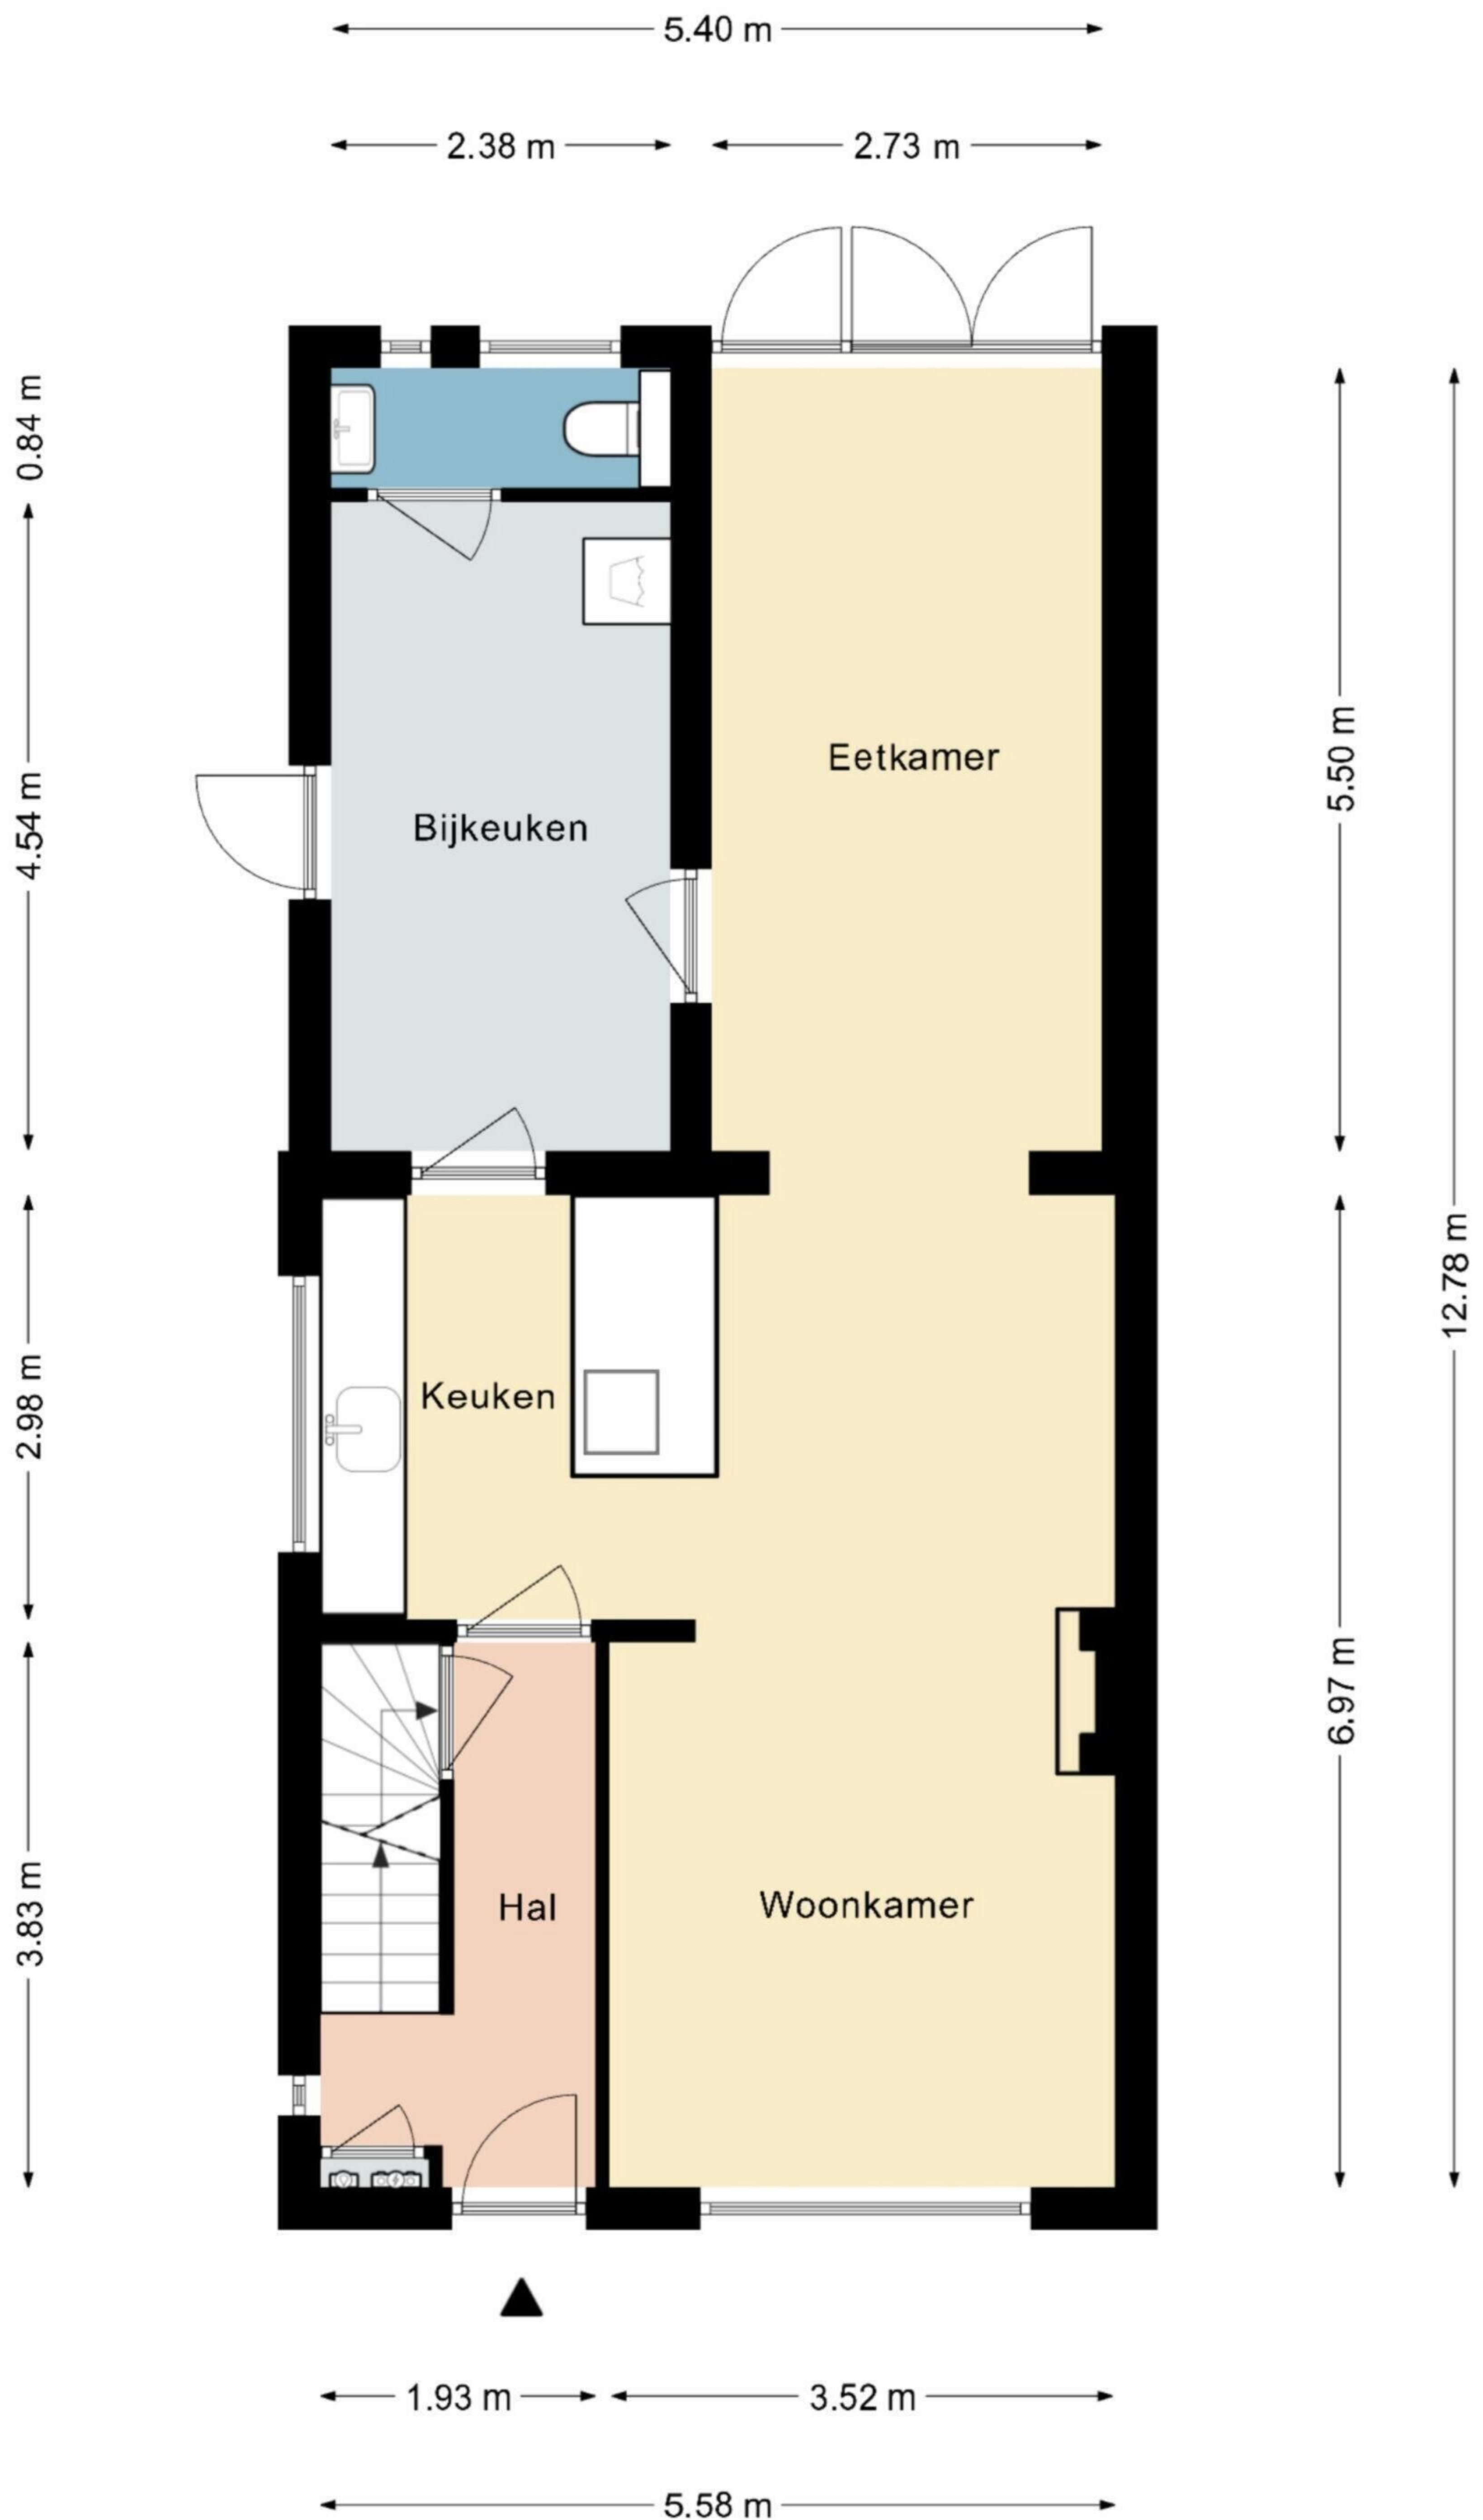 5.40 m
2.38 m
2.73 m
0.84 m
4.54 m
5.50 m
Eetkamer
Bijkeuken
12.78 m
2.98 m
Keuken
6.97 m
3.83 m
Hal
Woonkamer
1.93 m
3.52 m
5.58 m